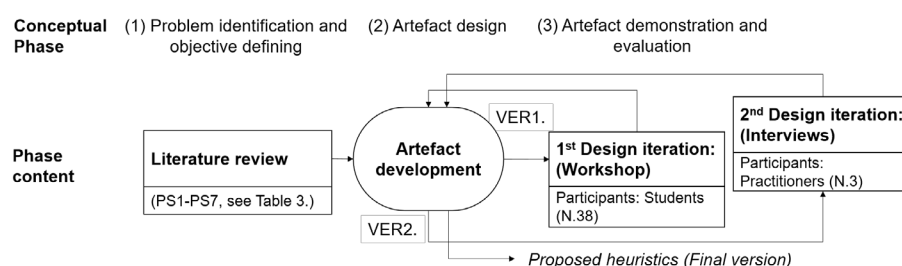 Conceptual
Phase
(1) Problem identification and
objective defining
(2) Artefact design
(3) Artefact demonstration and
evaluation
Phase
content
Literature review
(PS1-PS7, see Table 3.)
Artefact
development
VER1.
1st Design iteration:
(Workshop)
Participants: Students
(N.38)
2nd Design iteration:
(Interviews)
Participants:
Practitioners (N.3)
VER2.
Proposed heuristics (Final version)